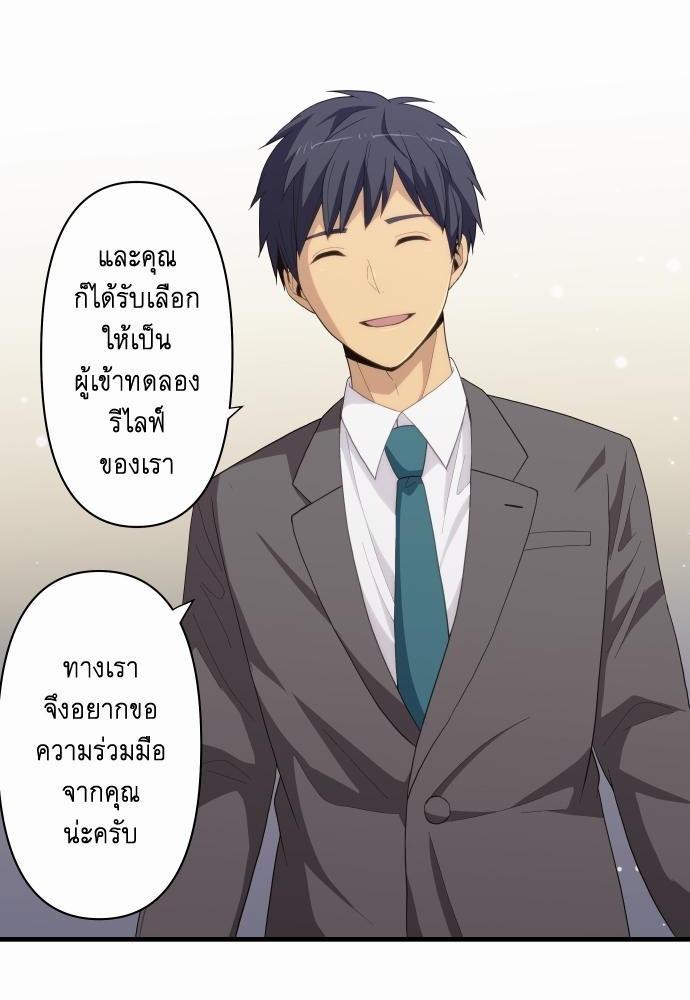 และคุณ
ก็ได้รับเลือก
ให้เป็น
ผู้เข้าทดลอง
รีไลฟ์
ของเรา
ทางเรา
จึงอยากขอ
ความร่วมมือ
จากคุณ
น่ะครับ